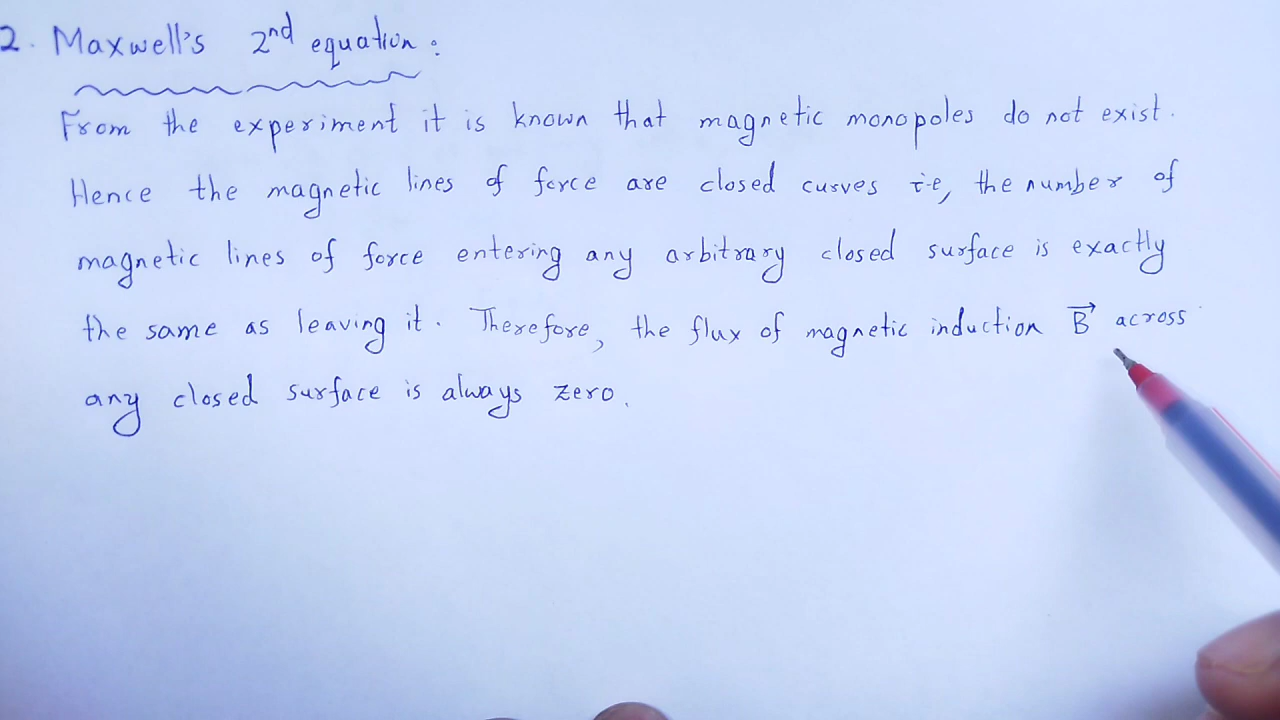 2. Maxwell's 2nd equation:
From the experiment it is known that magnetic monopoles do not exist.
Hence the magnetic lines of force are closed curves i.e, the number of
magnetic lines of force entering any arbitrary closed surface is exactly
the same as leaving it. Therefore, the flux of magnetic induction B⃗ across
any closed surface is always zero.